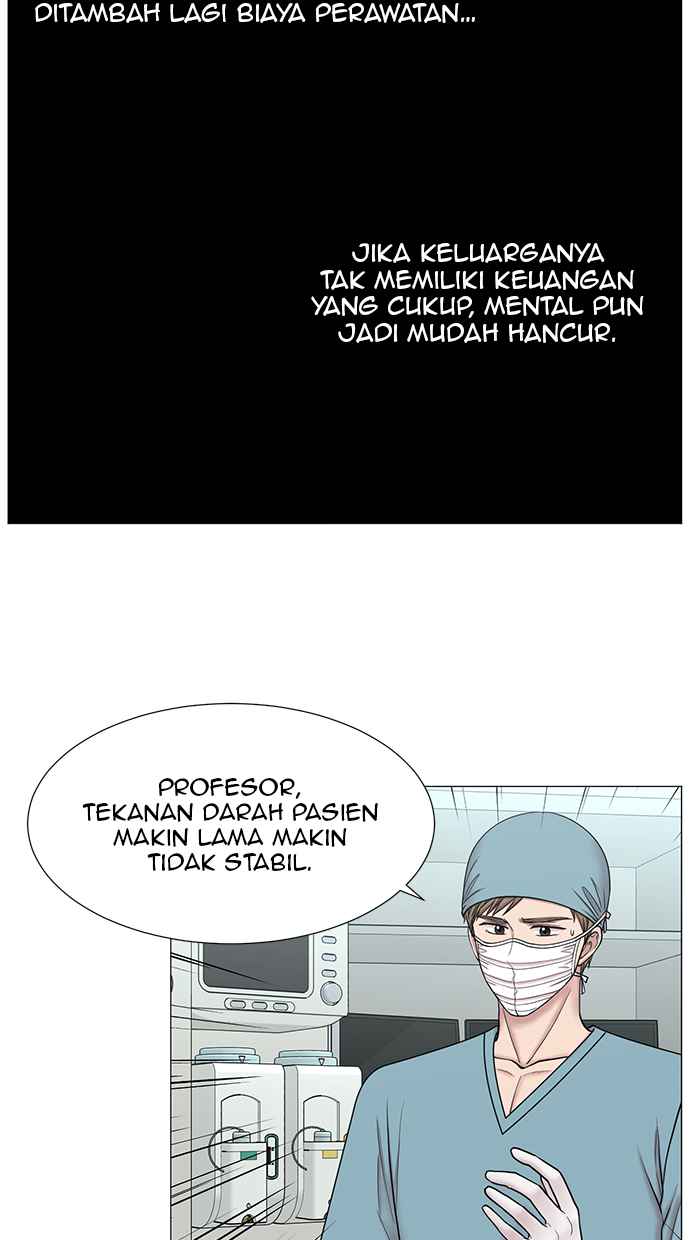 DITAMBAH LAGI BIAYA PERAWATAN...
JIKA KELUARGANYA
TAK MEMILIKI KEUANGAN
YANG CUKUP, MENTAL PUN
JADI MUDAH HANCUR.
PROFESOR,
TEKANAN DARAH PASIEN
MAKIN LAMA MAKIN
TIDAK STABIL.